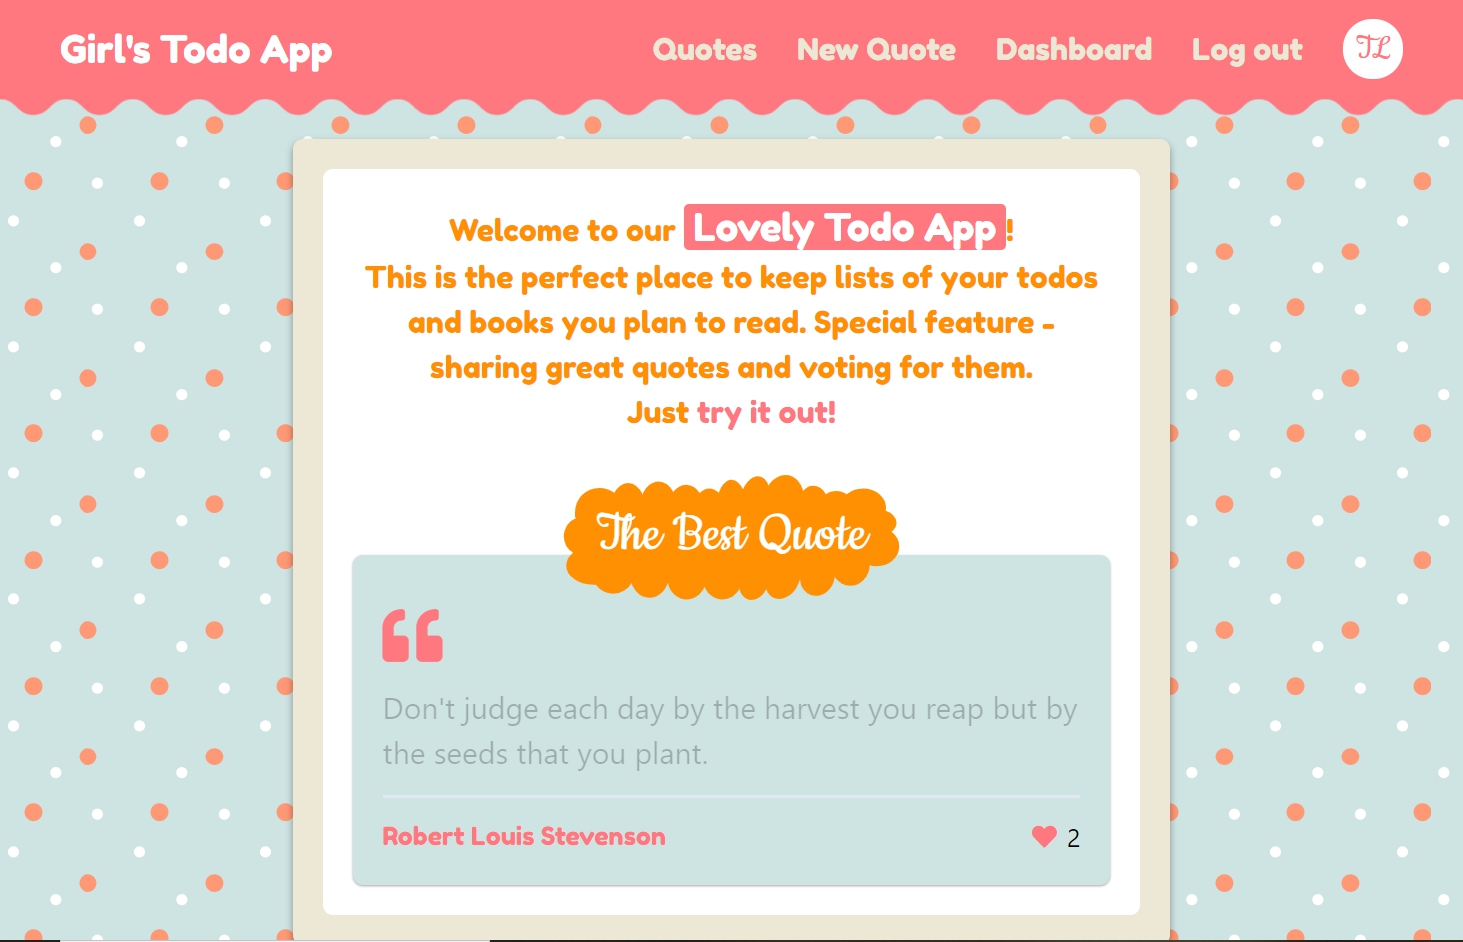 Girl's Todo App
Quotes New Quote Dashboard Log out TL
Welcome to our Lovely Todo App!
This is the perfect place to keep lists of your todos
and books you plan to read. Special feature -
sharing great quotes and voting for them.
Just try it out!
The Best Quote
Don't judge each day by the harvest you reap but by
the seeds that you plant.
Robert Louis Stevenson 2